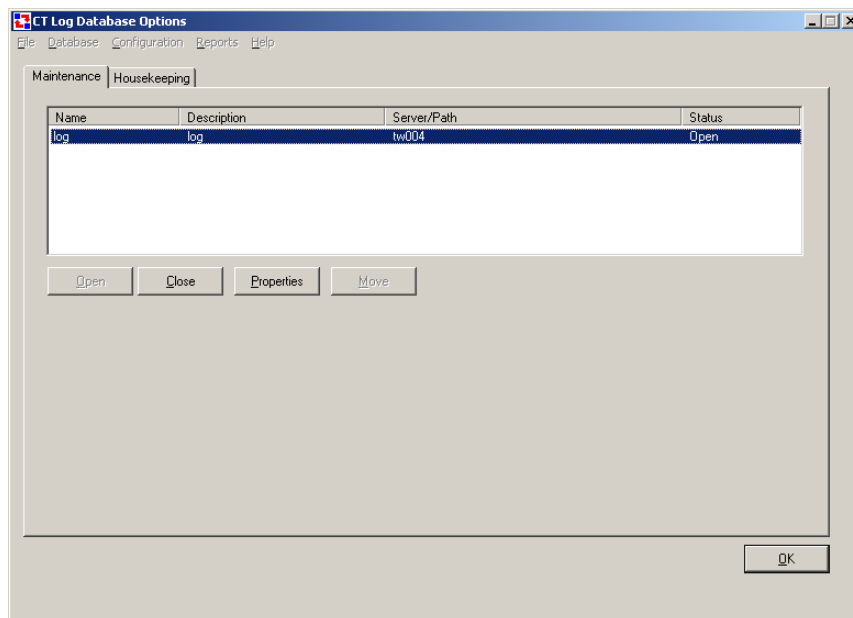 CT Log Database Options
File Database Configuration Reports Help
Maintenance Housekeeping
Name Description Server/Path Status
log log tw004 Open
Open Close Properties Move
OK